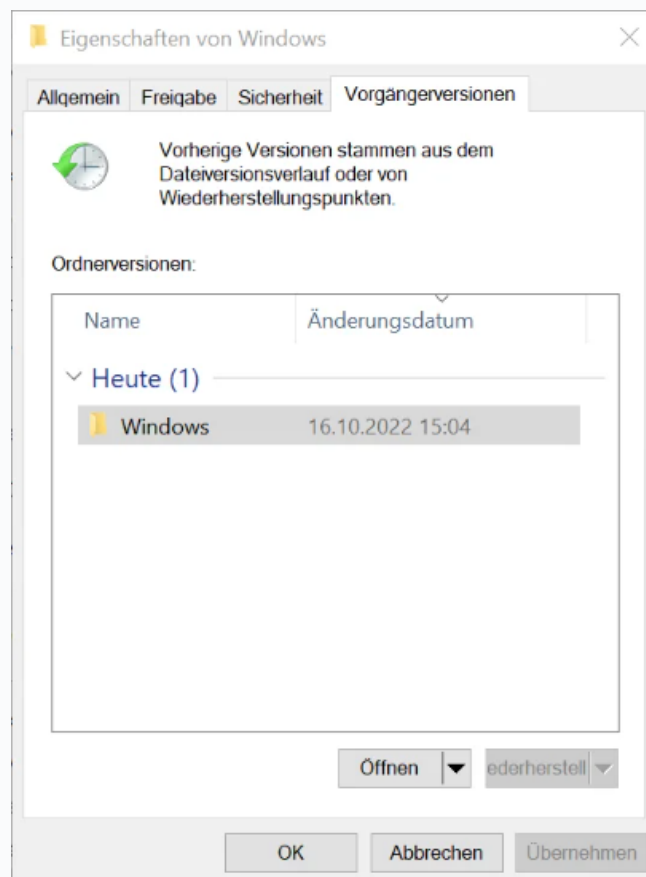 Eigenschaften von Windows
Allgemein Freigabe Sicherheit Vorgängerversionen
Vorherige Versionen stammen aus dem
Dateiversionsverlauf oder von
Wiederherstellungspunkten.
Ordnerversionen:
Name Änderungsdatum
Heute (1)
Windows 16.10.2022 15:04
Öffnen ederherstell
OK Abbrechen Übernehmen